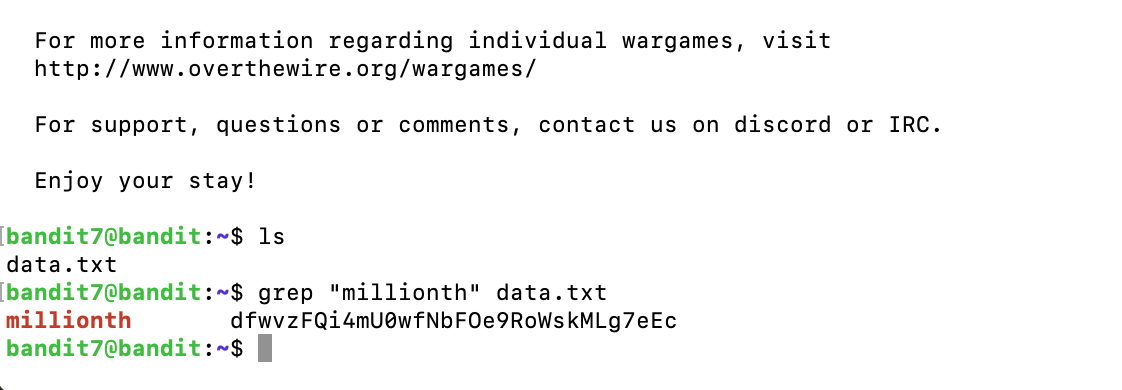 For more information regarding individual wargames, visit
http://www.overthewire.org/wargames/
For support, questions or comments, contact us on discord or IRC.
Enjoy your stay!
[bandit7@bandit:~$ ls
data.txt
[bandit7@bandit:~$ grep "millionth" data.txt
millionth       dfwvzFQi4mU0wfNbFOe9RoWskMLg7eEc
bandit7@bandit:~$